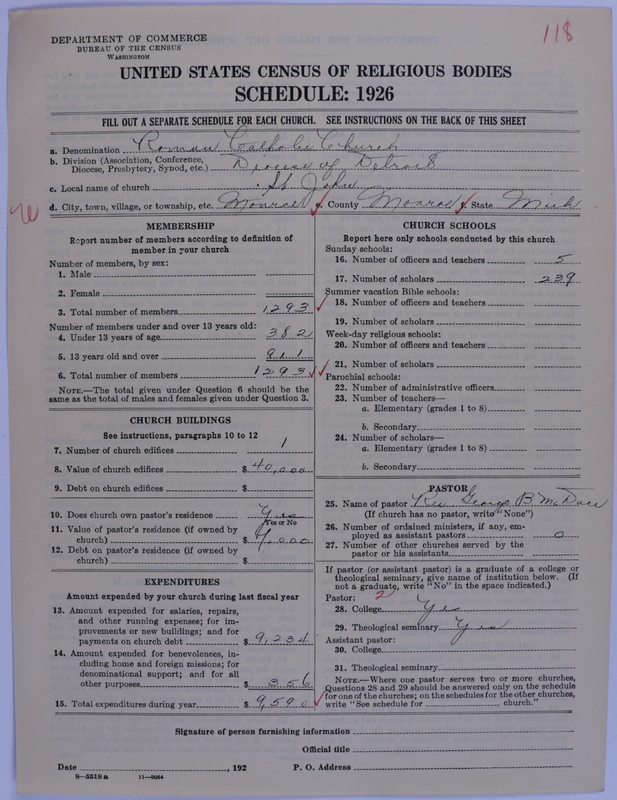 118
DEPARTMENT OF COMMERCE
BUREAU OF THE CENSUS
WASHINGTON
UNITED STATES CENSUS OF RELIGIOUS BODIES
SCHEDULE: 1926
FILL OUT A SEPARATE SCHEDULE FOR EACH CHURCH. SEE INSTRUCTIONS ON THE BACK OF THIS SHEET
a. Denomination Roman Catholic Church
b. Division (Association, Conference, Diocese, Presbytery, Synod, etc.) Diocese of Detroit
c. Local name of church St John
d. City, town, village, or township, etc. Monroe e. County Monroe f. State Mich
MEMBERSHIP
Report number of members according to definition of
member in your church
Number of members, by sex:
1. Male
2. Female
3. Total number of members 1293
Number of members under and over 13 years old:
4. Under 13 years of age 382
5. 13 years old and over 911
6. Total number of members 1293
NOTE.—The total given under Question 6 should be the
same as the total of males and females given under Question 3.
CHURCH BUILDINGS
See instructions, paragraphs 10 to 12
7. Number of church edifices 1
8. Value of church edifices $ 40,000
9. Debt on church edifices $
10. Does church own pastor's residence Yes
Yes or No
11. Value of pastor's residence (if owned by
church) $ 4,000
12. Debt on pastor's residence (if owned by
church) $
EXPENDITURES
Amount expended by your church during last fiscal year
13. Amount expended for salaries, repairs,
and other running expenses; for im-
provements or new buildings; and for
payments on church debt $ 9,234
14. Amount expended for benevolences, in-
cluding home and foreign missions; for
denominational support; and for all
other purposes $ 356
15. Total expenditures during year $ 9,590
CHURCH SCHOOLS
Report here only schools conducted by this church
Sunday schools:
16. Number of officers and teachers 5
17. Number of scholars 239
Summer vacation Bible schools:
18. Number of officers and teachers
19. Number of scholars
Week-day religious schools:
20. Number of officers and teachers
21. Number of scholars
Parochial schools:
22. Number of administrative officers
23. Number of teachers—
a. Elementary (grades 1 to 8)
b. Secondary
24. Number of scholars—
a. Elementary (grades 1 to 8)
b. Secondary
PASTOR
25. Name of pastor Rev George B
(If church has no pastor, write "None")
26. Number of ordained ministers, if any, em-
ployed as assistant pastors 0
27. Number of other churches served by the
pastor or his assistants
If pastor (or assistant pastor) is a graduate of a college or
theological seminary, give name of institution below. (If
not a graduate, write "No" in the space indicated.)
Pastor: 2
28. College Yes
29. Theological seminary Yes
Assistant pastor:
30. College
31. Theological seminary
NOTE.—Where one pastor serves two or more churches,
Questions 28 and 29 should be answered only on the schedule
for one of the churches; on the schedules for the other churches,
write "See schedule for church."
Signature of person furnishing information
Official title
Date , 192 P. O. Address
8—5518 a 11—9054